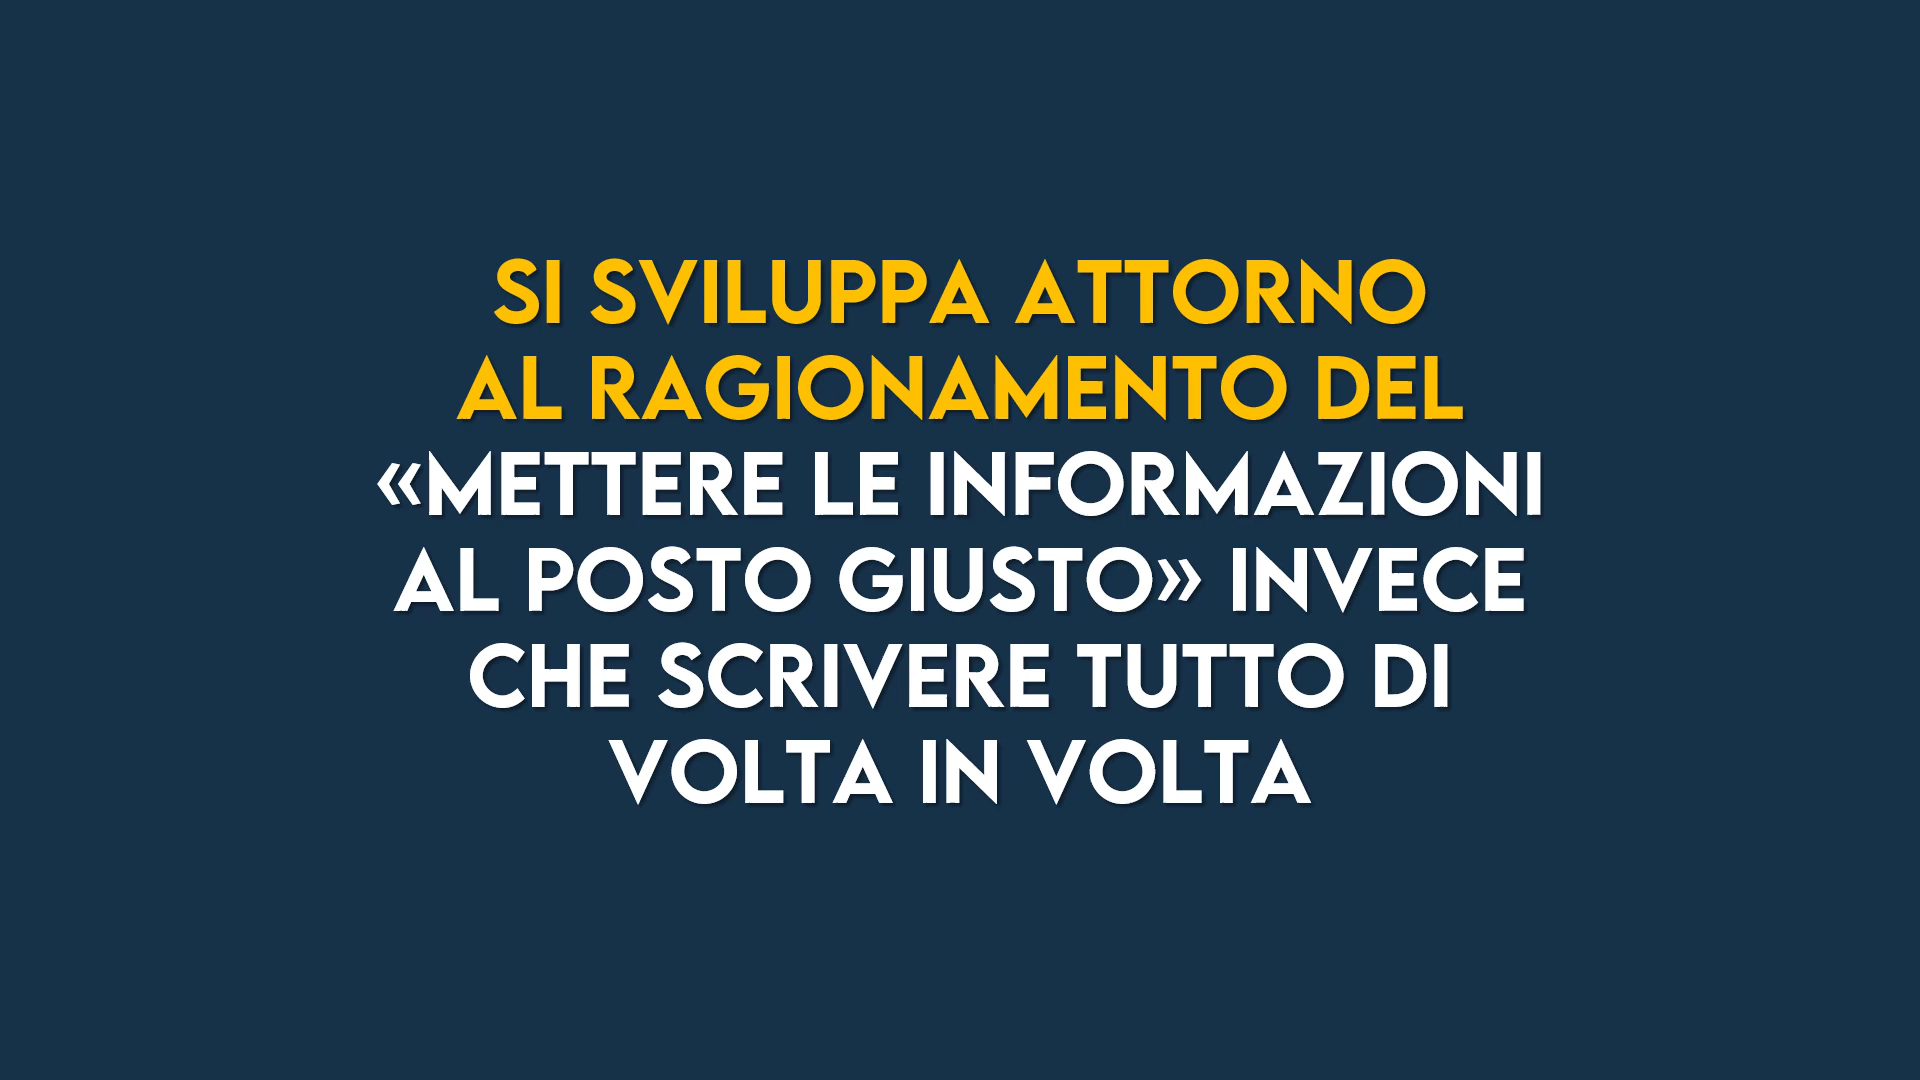 SI SVILUPPA ATTORNO
AL RAGIONAMENTO DEL
«METTERE LE INFORMAZIONI
AL POSTO GIUSTO» INVECE
CHE SCRIVERE TUTTO DI
VOLTA IN VOLTA